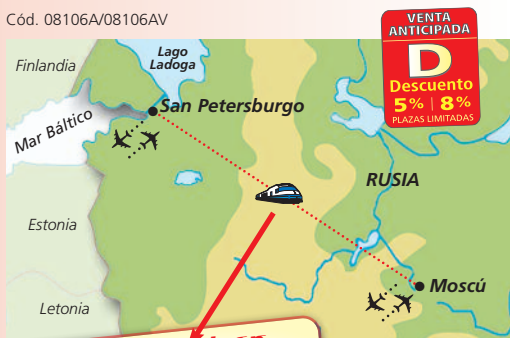 Cód. 08106A/08106AV
VENTA
ANTICIPADA
D
Descuento
5% | 8%
PLAZAS LIMITADAS
Finlandia
Lago
Ladoga
San Petersburgo
Mar Báltico
RUSIA
Estonia
Moscú
Letonia